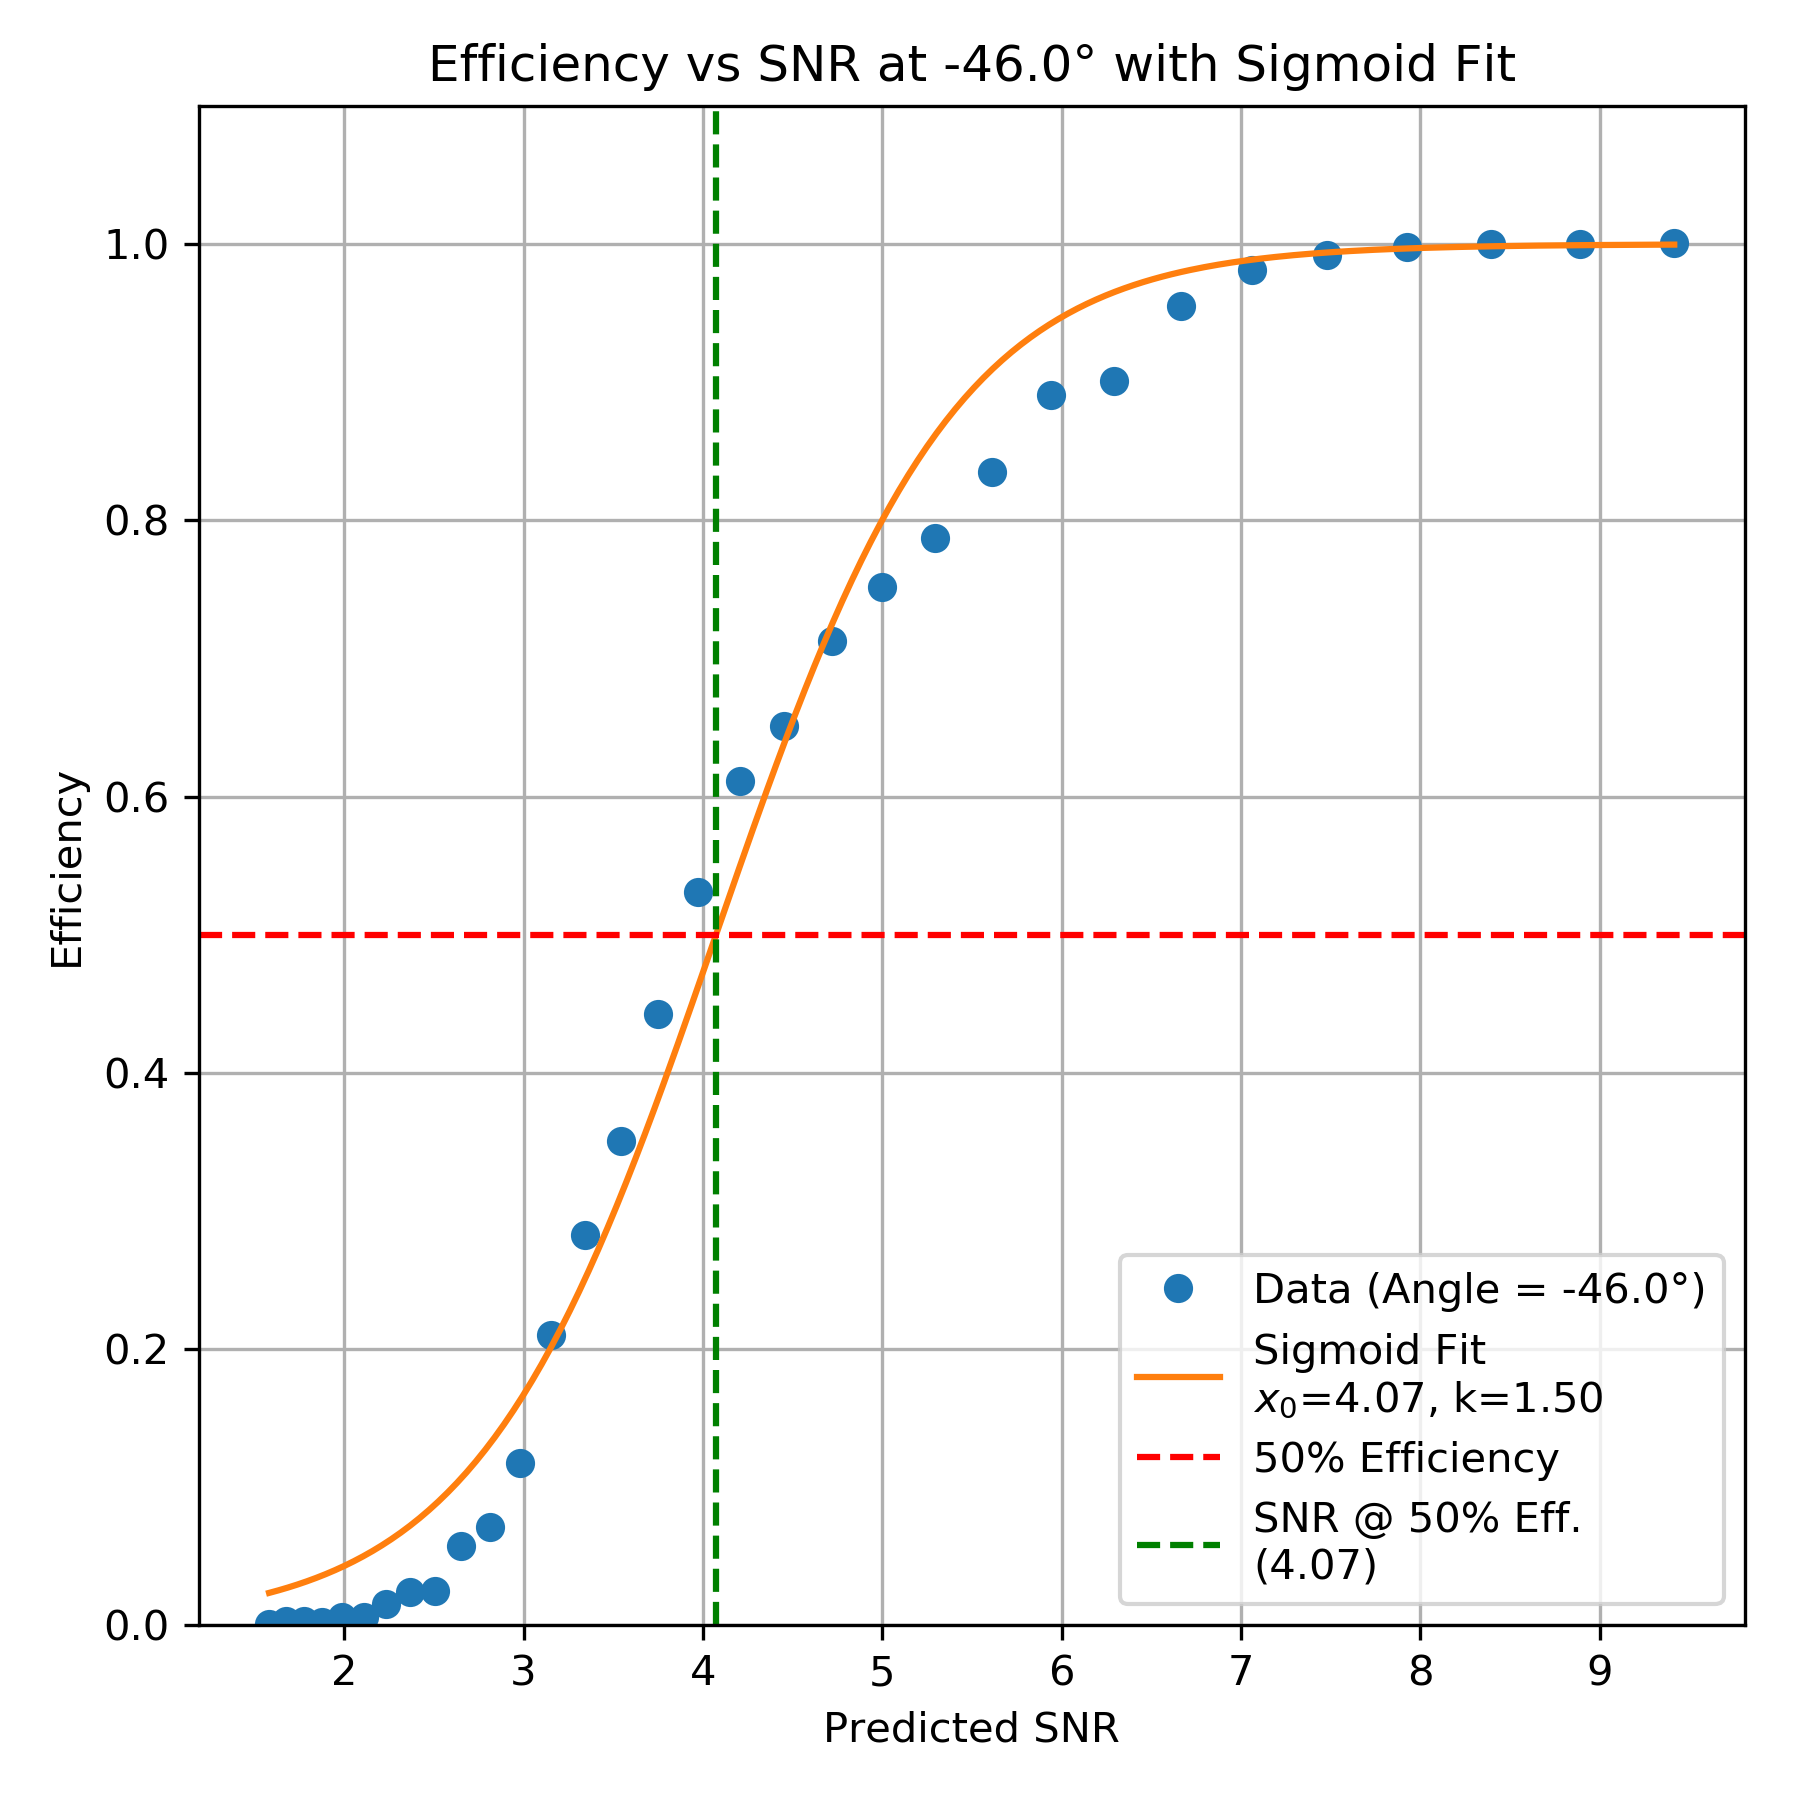 Efficiency vs SNR at -46.0° with Sigmoid Fit
Efficiency
1.0
0.8
0.6
0.4
0.2
0.0
2 3 4 5 6 7 8 9
Predicted SNR
Data (Angle = -46.0°)
Sigmoid Fit
x₀=4.07, k=1.50
50% Efficiency
SNR @ 50% Eff.
(4.07)